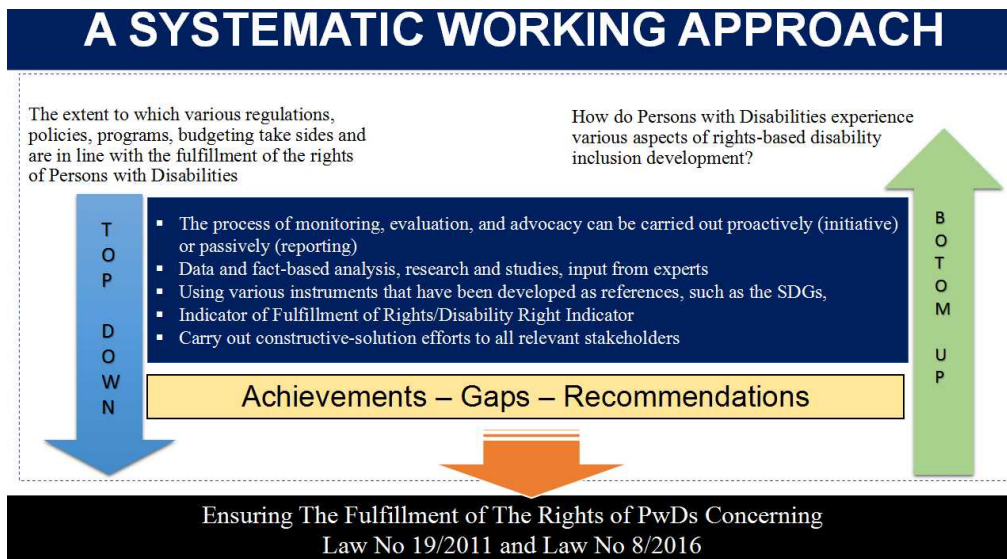 A SYSTEMATIC WORKING APPROACH
The extent to which various regulations,
policies, programs, budgeting take sides and
are in line with the fulfillment of the rights
of Persons with Disabilities
How do Persons with Disabilities experience
various aspects of rights-based disability
inclusion development?
TOP DOWN
▪ The process of monitoring, evaluation, and advocacy can be carried out proactively (initiative)
or passively (reporting)
▪ Data and fact-based analysis, research and studies, input from experts
▪ Using various instruments that have been developed as references, such as the SDGs,
▪ Indicator of Fulfillment of Rights/Disability Right Indicator
▪ Carry out constructive-solution efforts to all relevant stakeholders
BOTOM UP
Achievements – Gaps – Recommendations
Ensuring The Fulfillment of The Rights of PwDs Concerning
Law No 19/2011 and Law No 8/2016